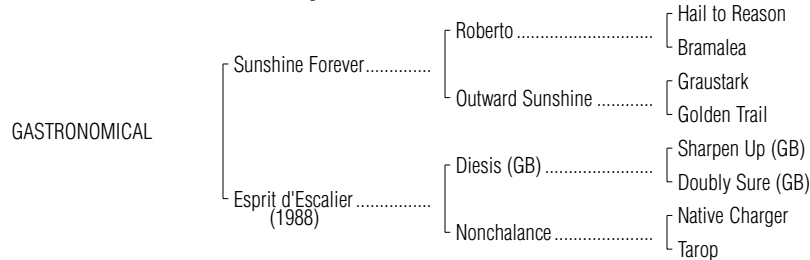 Hail to Reason
Roberto ............................
Bramalea
Sunshine Forever..............
Graustark
Outward Sunshine ............
Golden Trail
GASTRONOMICAL
Sharpen Up (GB)
Diesis (GB) .......................
Doubly Sure (GB)
Esprit d'Escalier ................
(1988)
Native Charger
Nonchalance.....................
Tarop